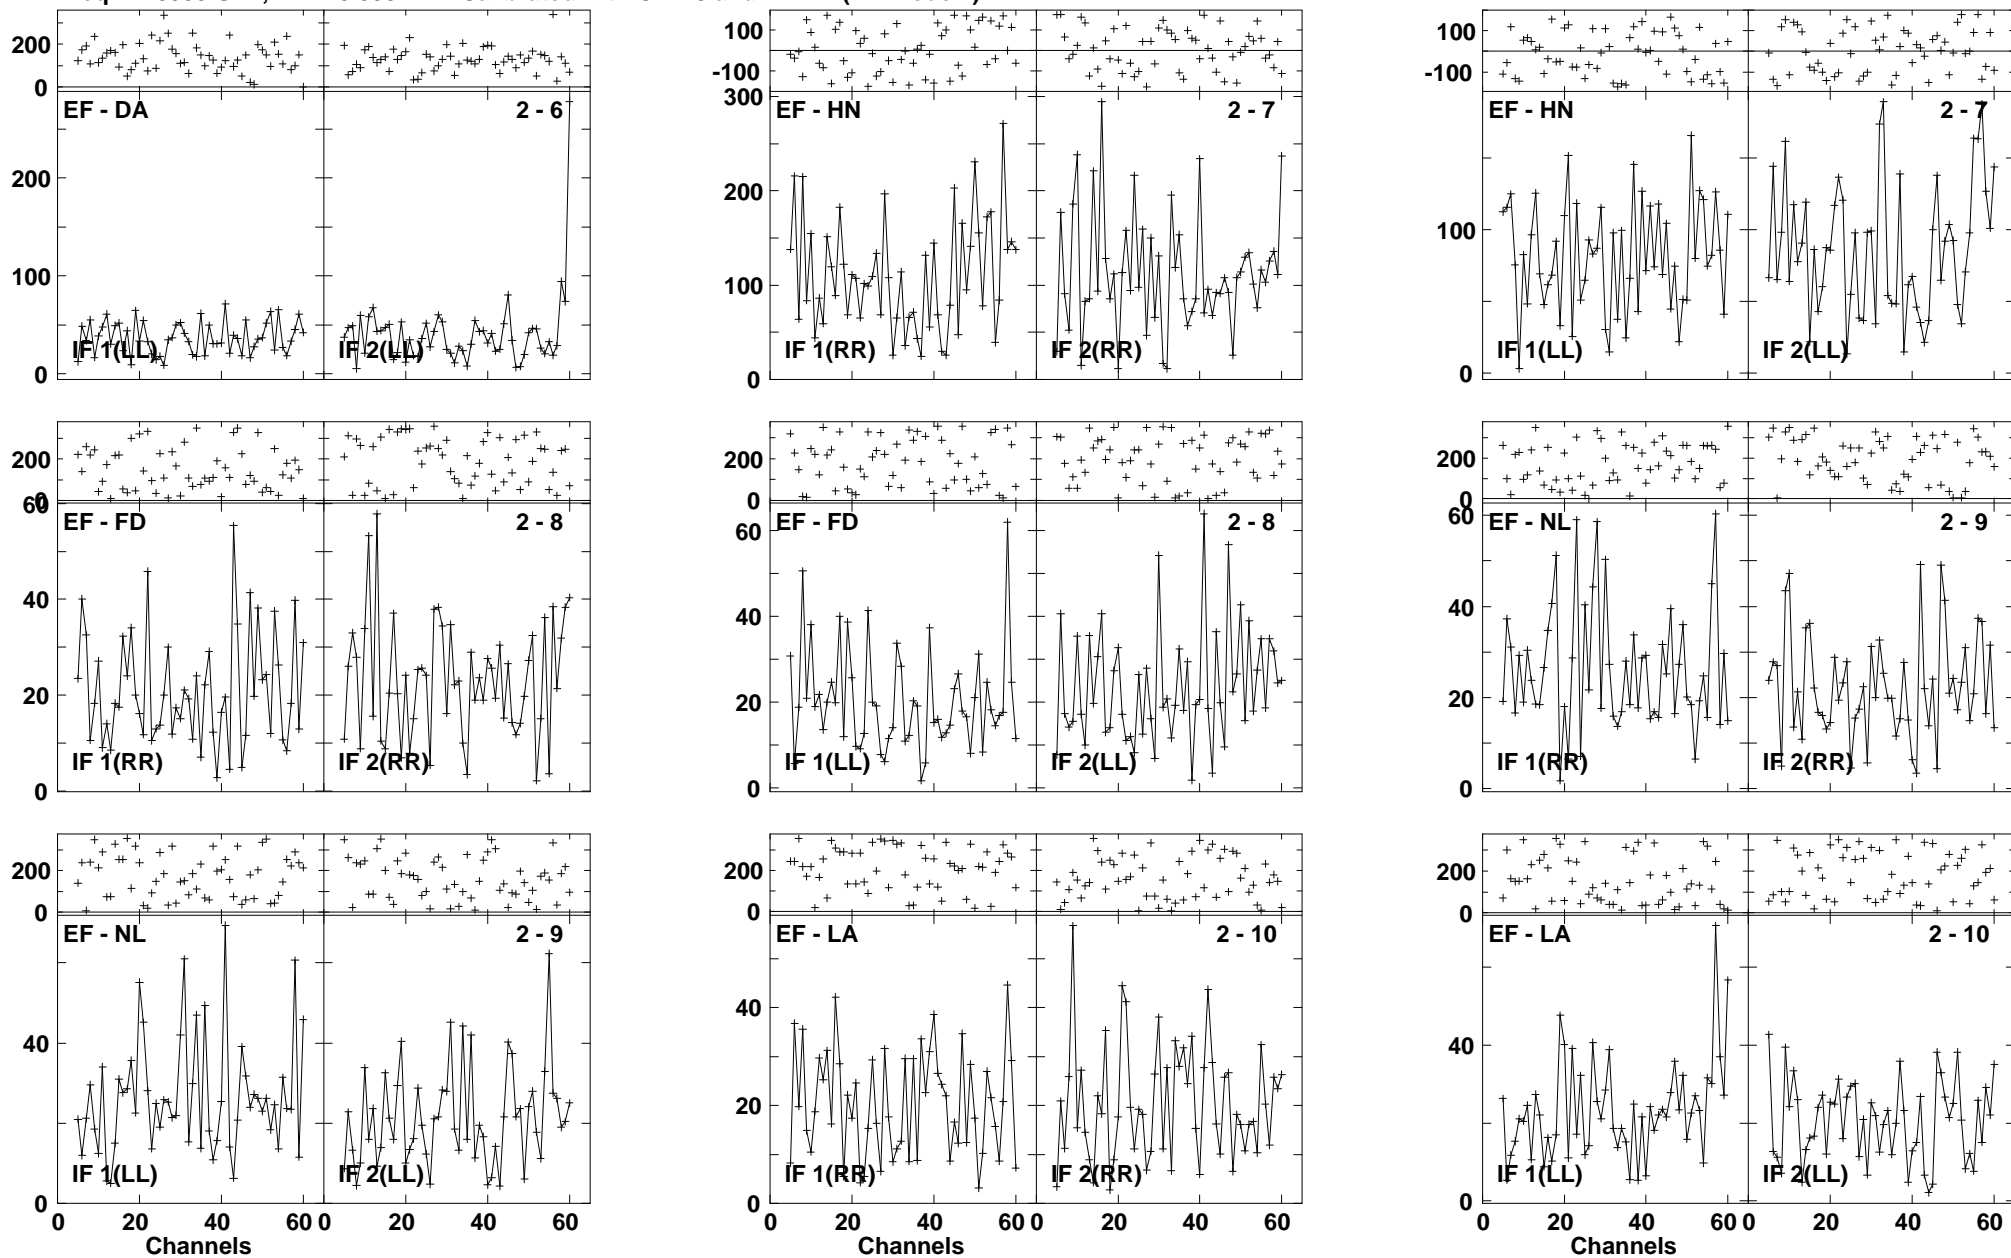 200
0
EF - DA
2 - 6
200
100
0
IF 1(LL)
IF 2(LL)
100
-100
300
EF - HN
2 - 7
200
100
0
IF 1(RR)
IF 2(RR)
100
-100
EF - HN
2 - 7
100
0
IF 1(LL)
IF 2(LL)
200
0
60
EF - FD
2 - 8
40
20
0
IF 1(RR)
IF 2(RR)
200
0
60
EF - FD
2 - 8
40
20
0
IF 1(LL)
IF 2(LL)
200
0
60
EF - NL
2 - 9
40
20
0
IF 1(RR)
IF 2(RR)
200
0
EF - NL
2 - 9
40
0
IF 1(LL)
IF 2(LL)
0 20 40 60 0 20 40 60
Channels
200
0
EF - LA
2 - 10
40
20
0
IF 1(RR)
IF 2(RR)
0 20 40 60 0 20 40 60
Channels
200
0
EF - LA
2 - 10
40
0
IF 1(LL)
IF 2(LL)
0 20 40 60 0 20 40 60
Channels